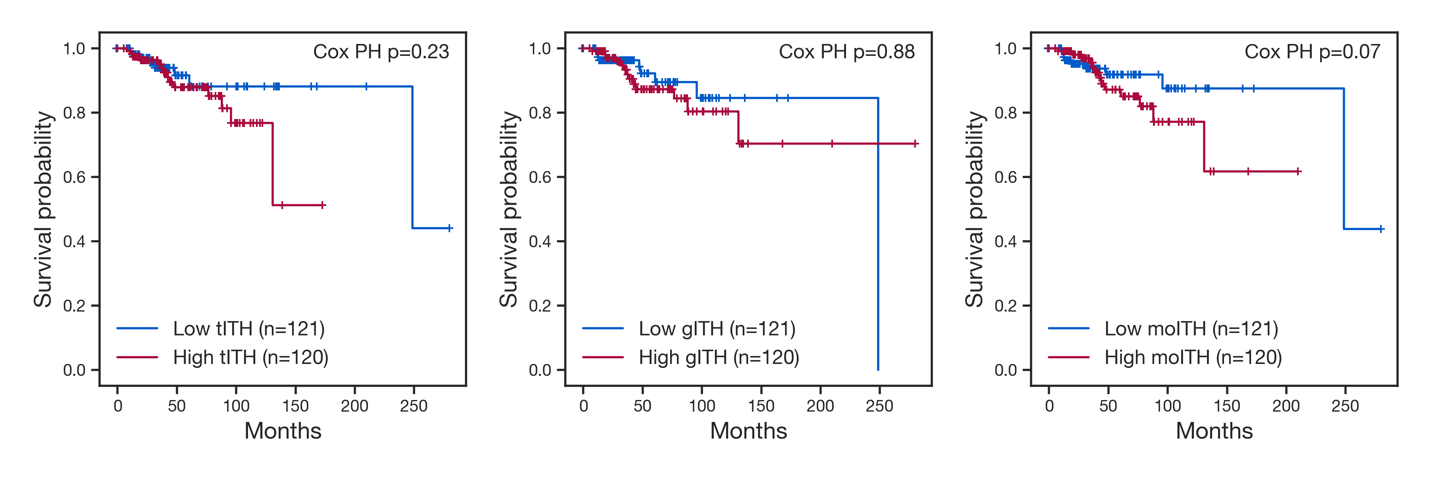 Cox PH p=0.23
1.0
0.8
0.6
0.4
0.2
0.0
Survival probability
Low tITH (n=121)
High tITH (n=120)
0 50 100 150 200 250
Months
Cox PH p=0.88
1.0
0.8
0.6
0.4
0.2
0.0
Survival probability
Low gITH (n=121)
High gITH (n=120)
0 50 100 150 200 250
Months
Cox PH p=0.07
1.0
0.8
0.6
0.4
0.2
0.0
Survival probability
Low moITH (n=121)
High moITH (n=120)
0 50 100 150 200 250
Months